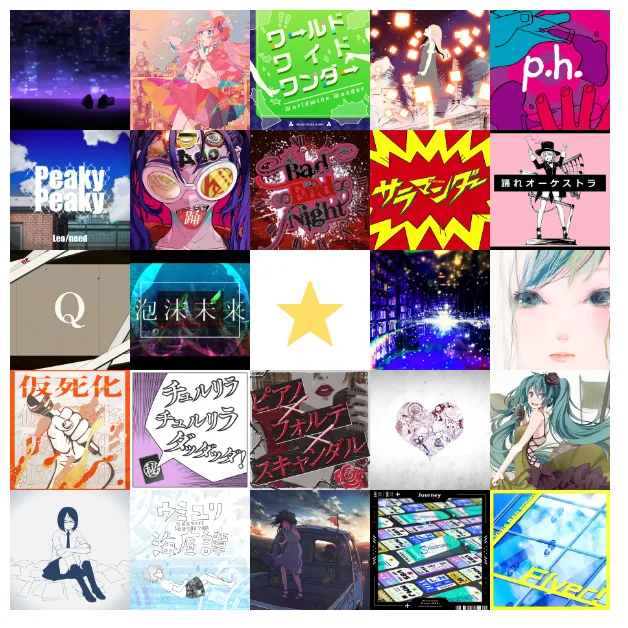 ワールド
ワイド
ワンダー
Worldwide Wander
p.h.
Peaky
Peaky
Leo/need
Ado
踊
Bad
End
Night
サラマンダー
踊れオーケストラ
Q
泡沫未来
仮死化
チュルリラ
チュルリラ
ダッダッダ!
㊙
ピアノ
×
フォルテ
×
スキャンダル
ウミユリ
海底譚
Journey